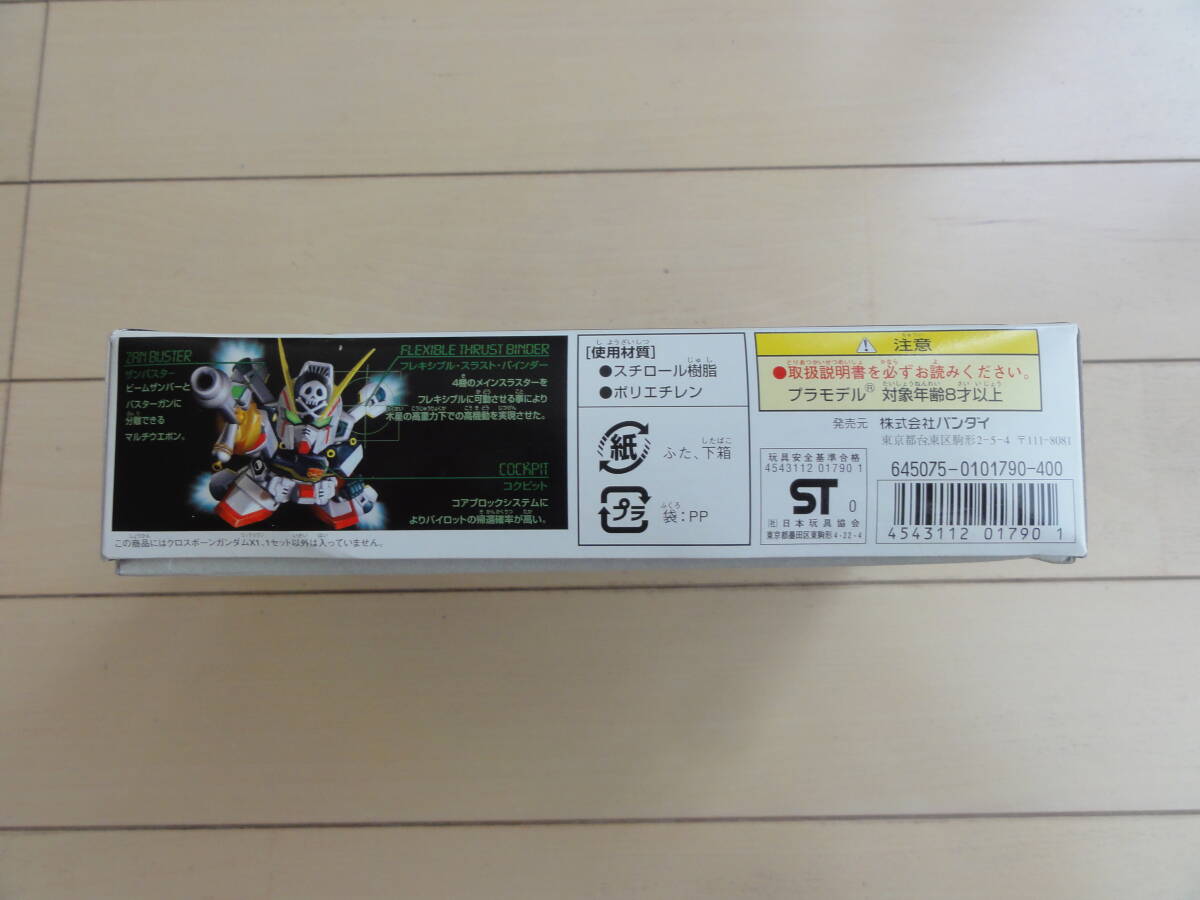 ZAN BUSTER
ザンバスター
ビームザンバーと
バスターガンに
分離できる
マルチウエポン。
FLEXIBLE THRUST BINDER
フレキシブル・スラスト・バインダー
4基のメインスラスターを
フレキシブルに可動させる事により
木星の高重力下での高機動を実現させた。
COCKPIT
コクピット
コアブロックシステムに
よりパイロットの帰還確率が高い。
この商品にはクロスボーンガンダムX1、1セット以外は入っていません。
[使用材質]
●スチロール樹脂
●ポリエチレン
紙
ふた、下箱
プラ
袋:PP
注意
●取扱説明書を必ずお読みください。
プラモデル® 対象年齢8才以上
発売元 株式会社バンダイ
東京都台東区駒形2-5-4 〒111-8081
玩具安全基準合格
4543112 01790 1
ST 0
㈳日本玩具協会
東京都墨田区東駒形4-22-4
645075-0101790-400
4543112 01790 1